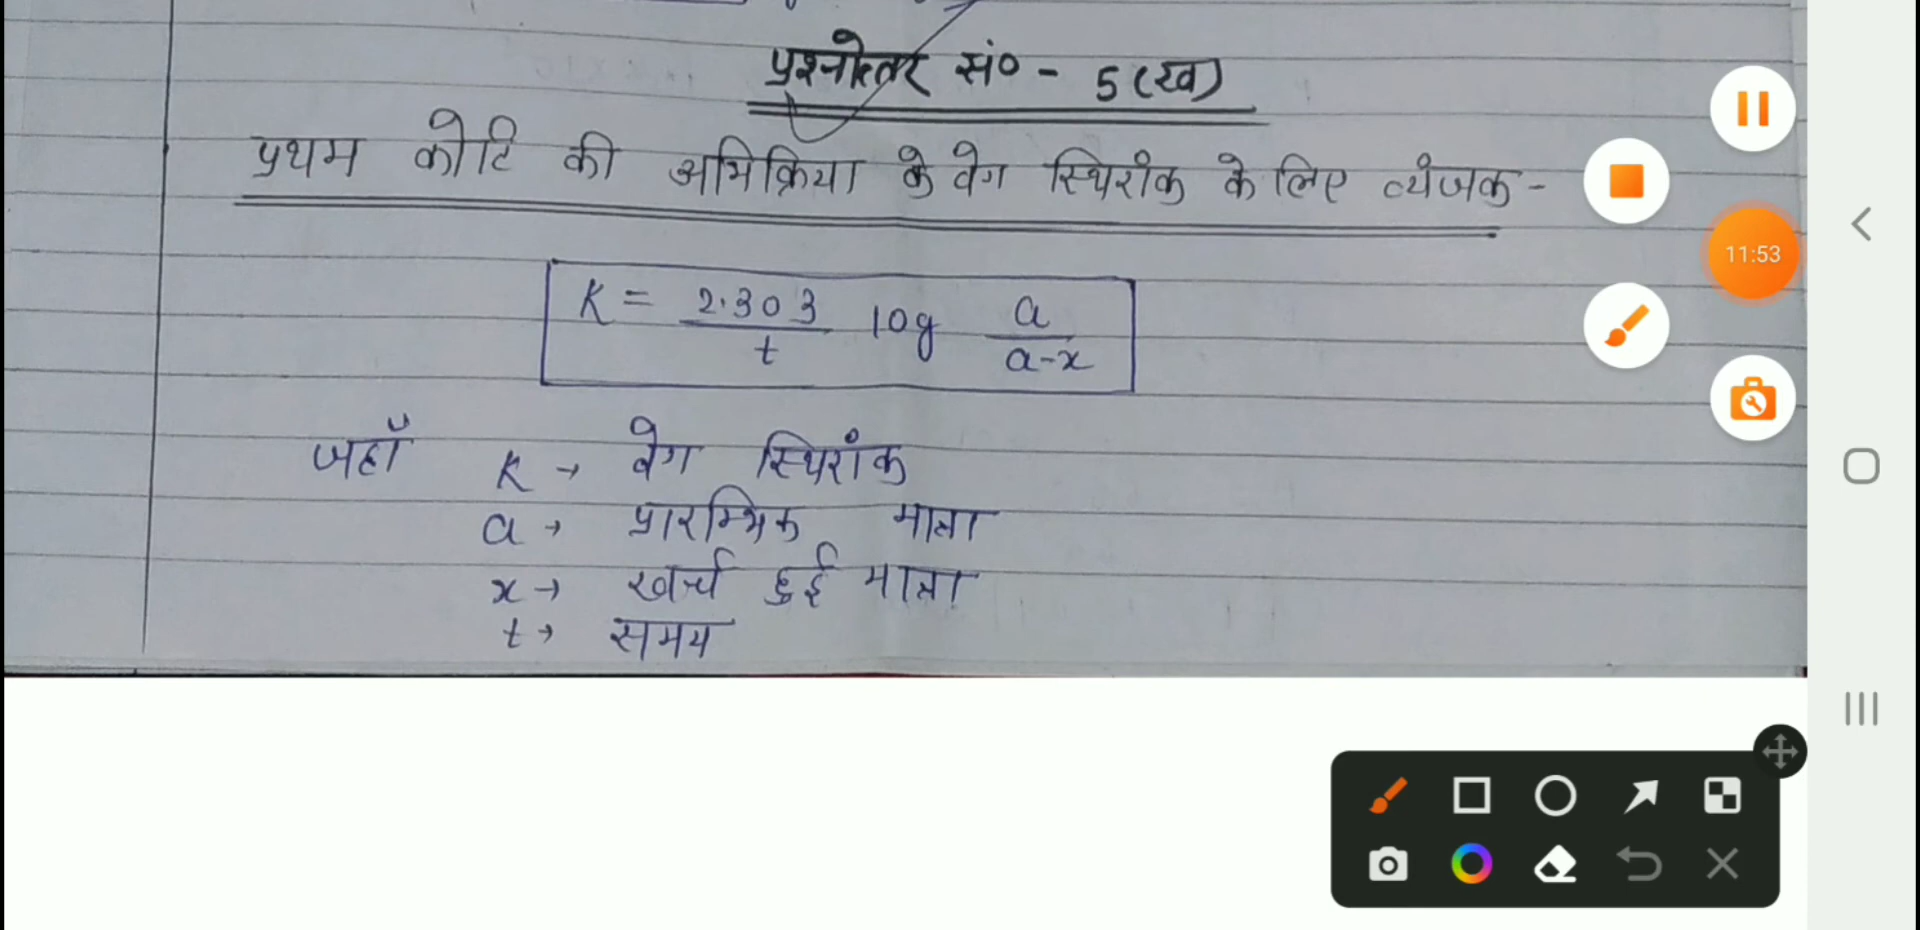 प्रश्नोत्तर सं० - 5 (ख)
प्रथम कोटि की अभिक्रिया के वेग स्थिरांक के लिए व्यंजक -
K = 2.303/t log a/a-x
जहाँ K → वेग स्थिरांक
a → प्रारम्भिक मात्रा
x → खर्च हुई मात्रा
t → समय
11:53